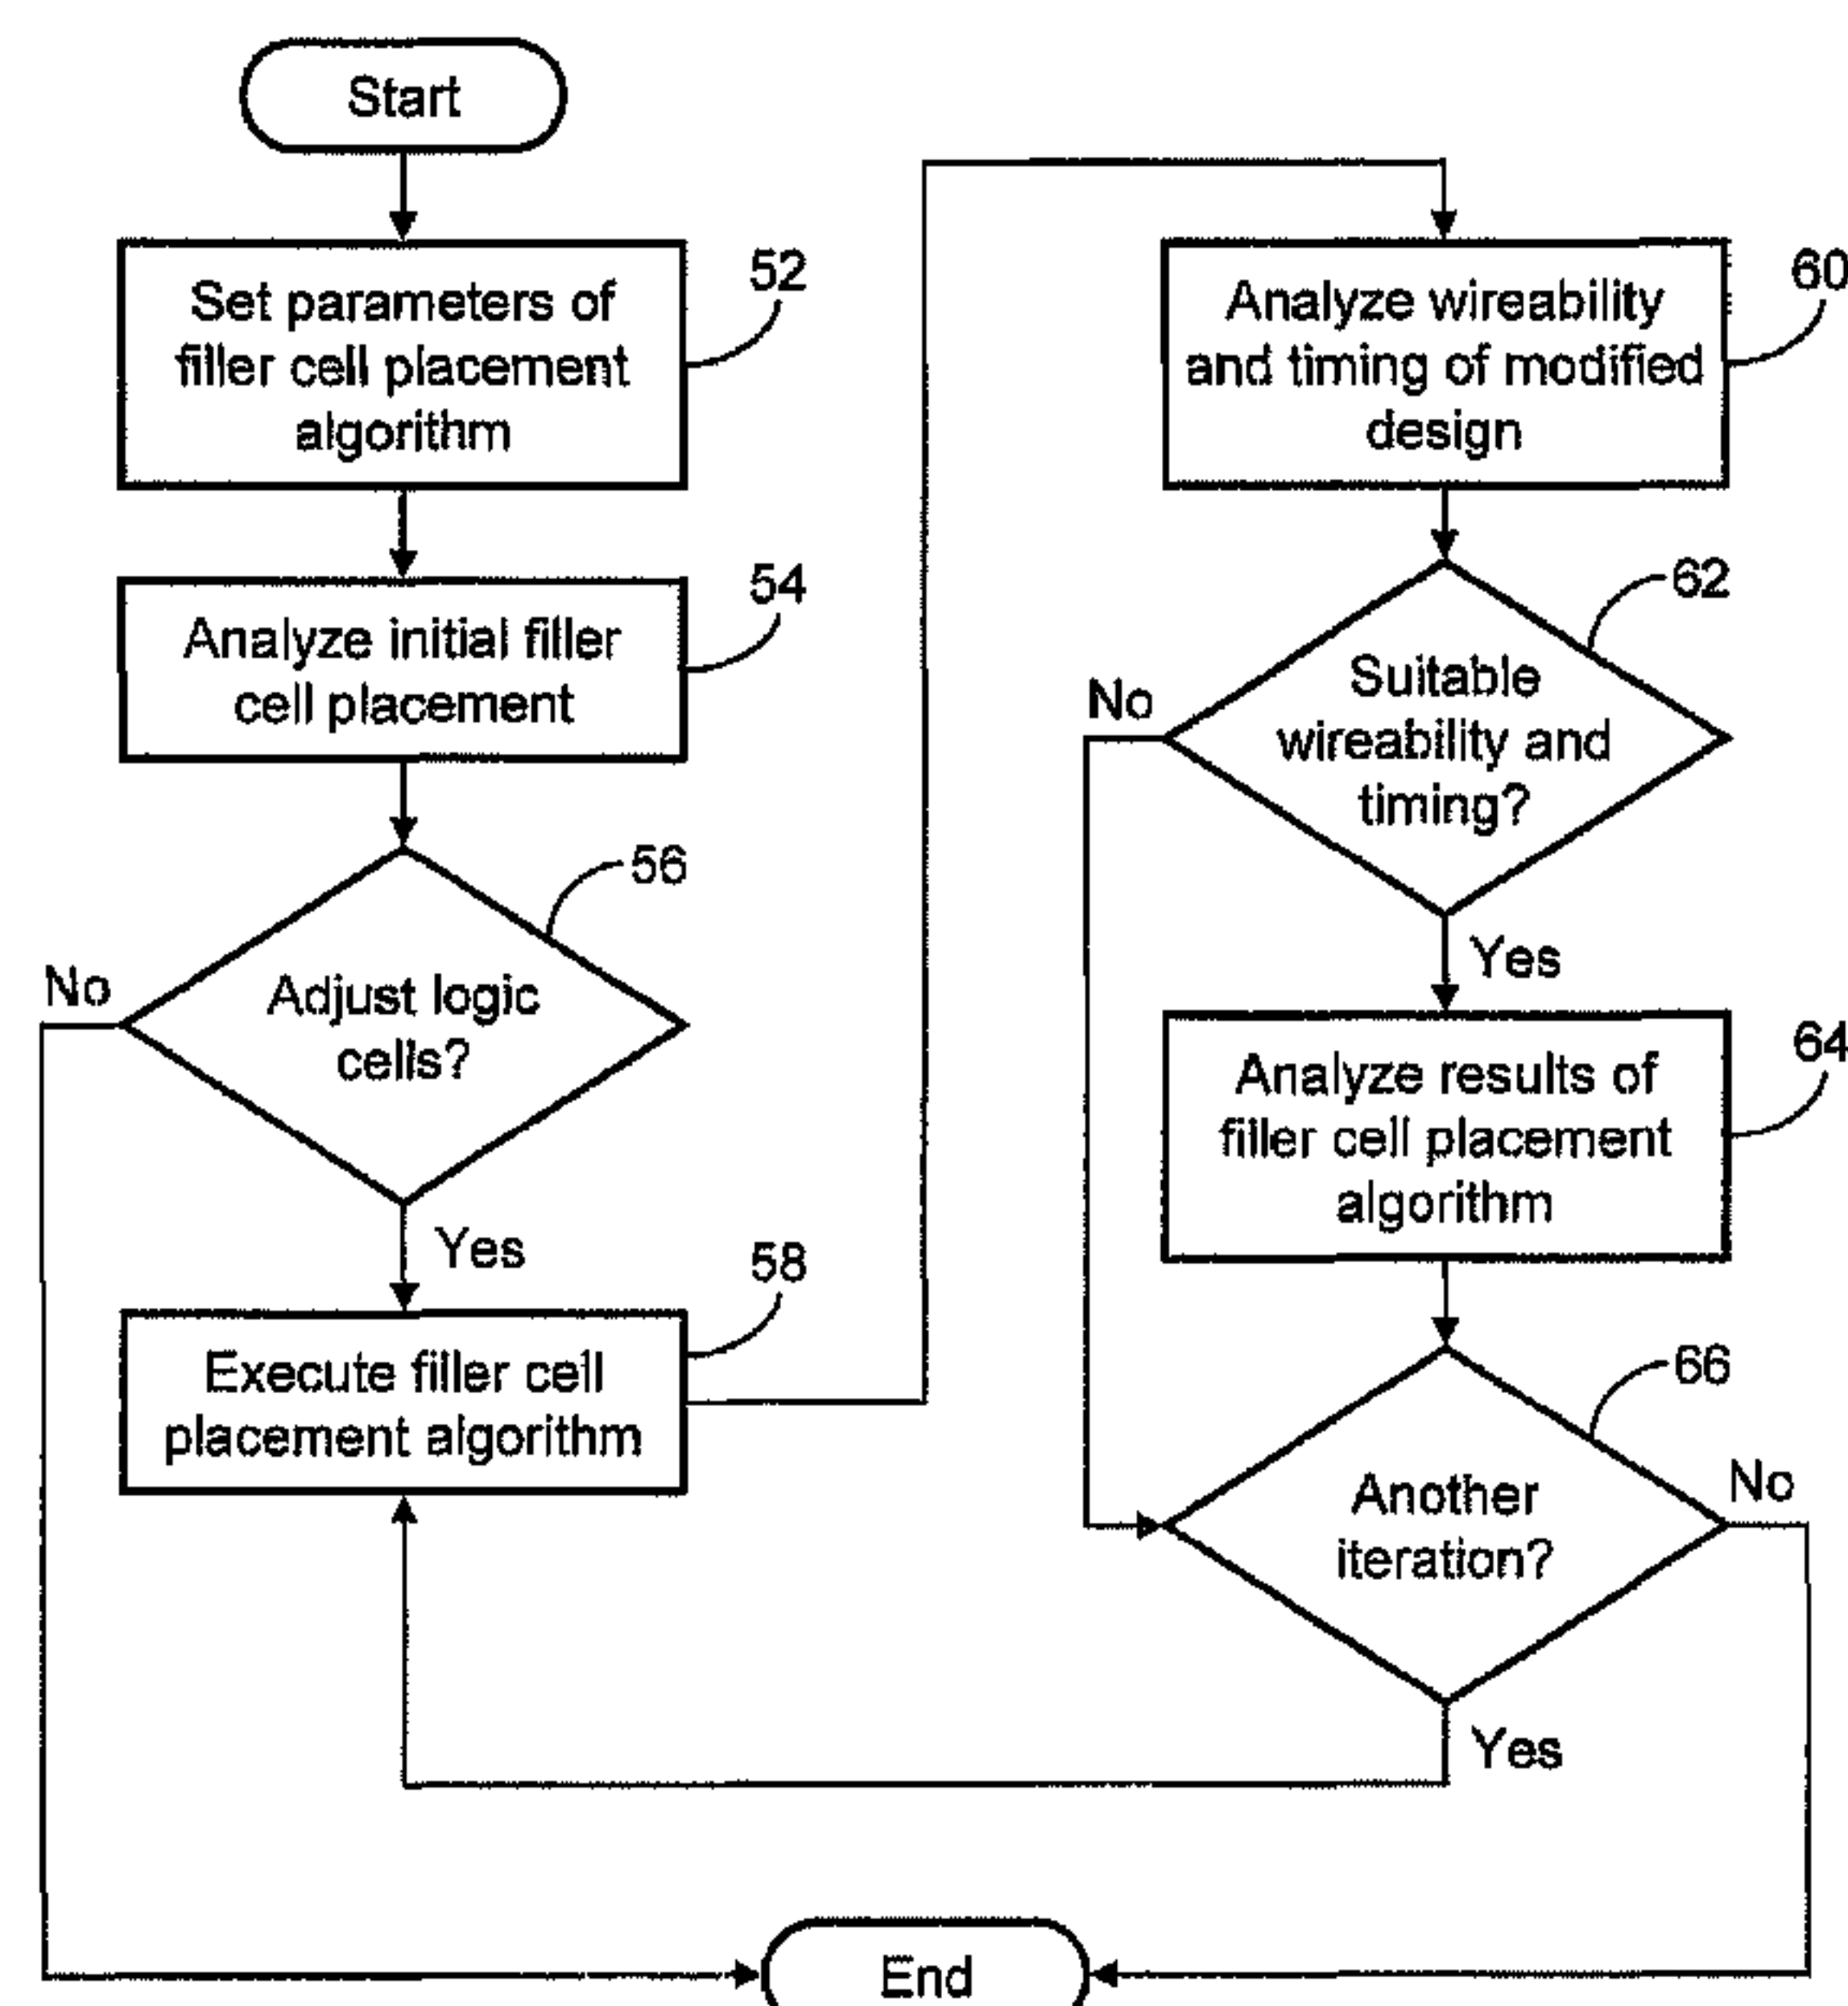 Start
Set parameters of
filler cell placement
algorithm
52
Analyze initial filler
cell placement
54
Adjust logic
cells?
56
No
Yes
Execute filler cell
placement algorithm
58
Analyze wireability
and timing of modified
design
60
Suitable
wireability and
timing?
62
No
Yes
Analyze results of
filler cell placement
algorithm
64
Another
iteration?
66
No
Yes
End